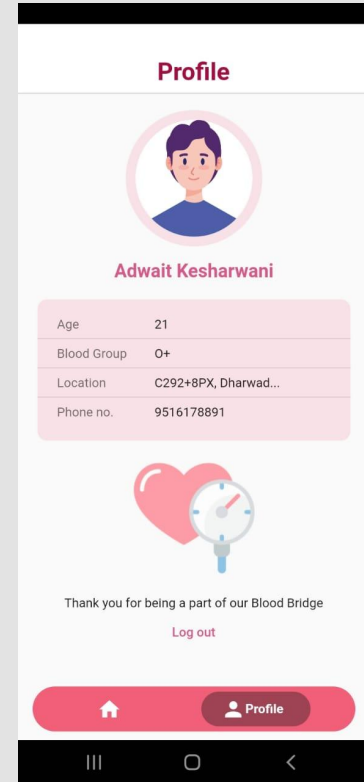 Profile
Adwait Kesharwani
Age 21
Blood Group O+
Location C292+8PX, Dharwad...
Phone no. 9516178891
Thank you for being a part of our Blood Bridge
Log out
Profile